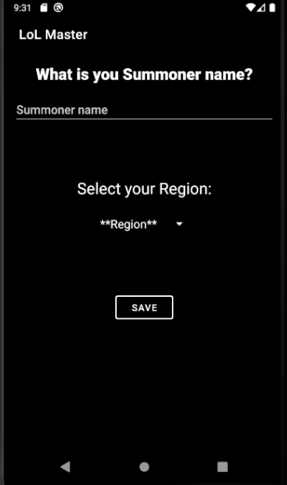 9:31
LoL Master
What is you Summoner name?
Summoner name
Select your Region:
**Region**
SAVE